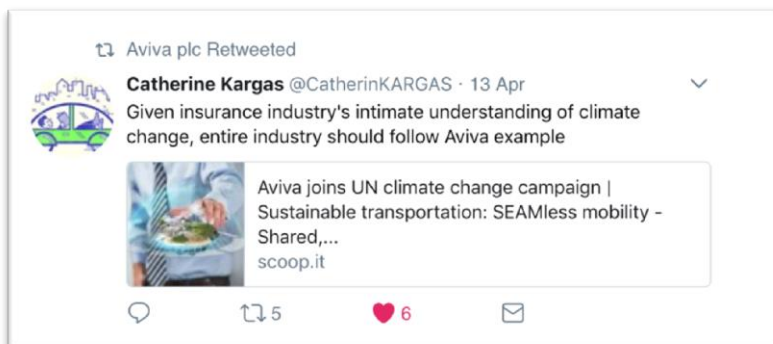 Aviva plc Retweeted
Catherine Kargas @CatherinKARGAS · 13 Apr
Given insurance industry's intimate understanding of climate
change, entire industry should follow Aviva example
Aviva joins UN climate change campaign |
Sustainable transportation: SEAMless mobility -
Shared,...
scoop.it
5
6